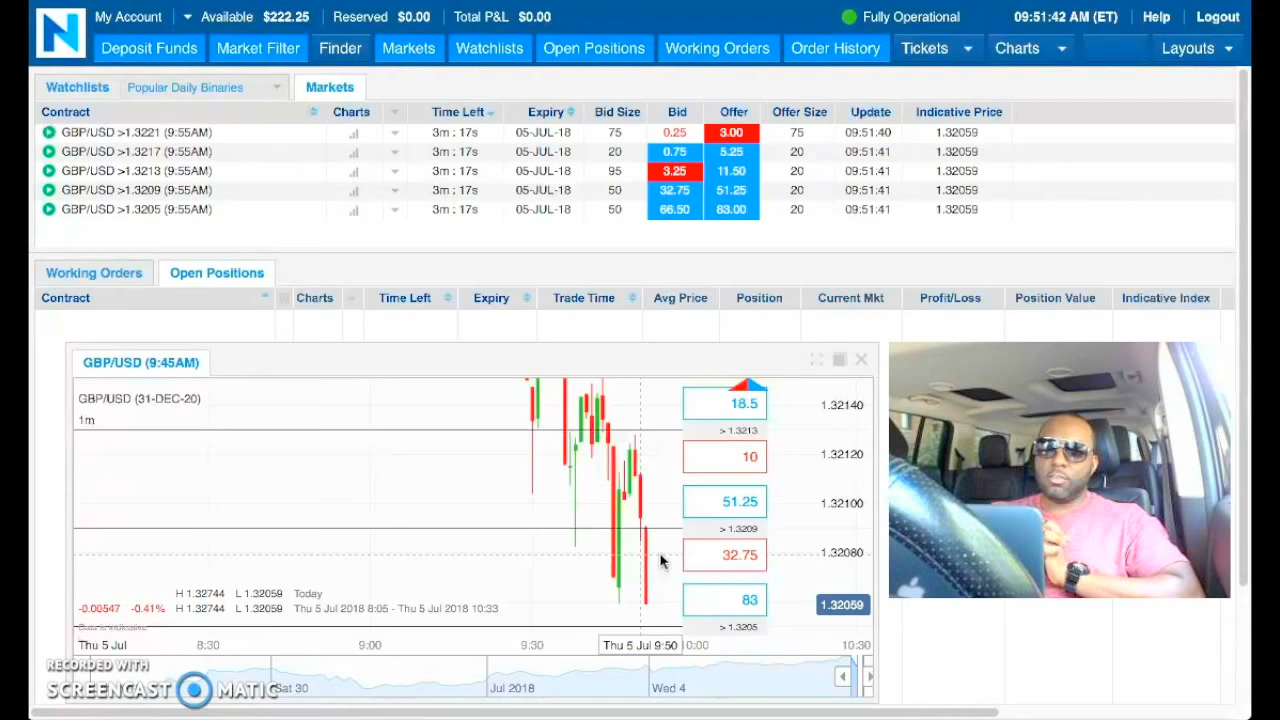 N My Account Available $222.25 Reserved $0.00 Total P&L $0.00 Fully Operational 09:51:42 AM (ET) Help Logout
Deposit Funds Market Filter Finder Markets Watchlists Open Positions Working Orders Order History Tickets Charts Layouts
Watchlists Popular Daily Binaries Markets
Contract Charts Time Left Expiry Bid Size Bid Offer Offer Size Update Indicative Price
GBP/USD >1.3221 (9:55AM) 3m : 17s 05-JUL-18 75 0.25 3.00 75 09:51:40 1.32059
GBP/USD >1.3217 (9:55AM) 3m : 17s 05-JUL-18 20 0.75 5.25 20 09:51:41 1.32059
GBP/USD >1.3213 (9:55AM) 3m : 17s 05-JUL-18 95 3.25 11.50 20 09:51:41 1.32059
GBP/USD >1.3209 (9:55AM) 3m : 17s 05-JUL-18 50 32.75 51.25 20 09:51:41 1.32059
GBP/USD >1.3205 (9:55AM) 3m : 17s 05-JUL-18 50 66.50 83.00 20 09:51:41 1.32059
Working Orders Open Positions
Contract Charts Time Left Expiry Trade Time Avg Price Position Current Mkt Profit/Loss Position Value Indicative Index
GBP/USD (9:45AM)
GBP/USD (31-DEC-20) 18.5 1.32140
1m
> 1.3213
10 1.32120
51.25 1.32100
> 1.3209
32.75 1.32080
H 1.32744 L 1.32059 Today 83 1.32059
-0.00547 -0.41% H 1.32744 L 1.32059 Thu 5 Jul 2018 8:05 - Thu 5 Jul 2018 10:33
Data is indicative > 1.3205
Thu 5 Jul 8:30 9:00 9:30 Thu 5 Jul 9:50 10:00 10:30
RECORDED WITH
SCREENCAST MATIC
Sat 30 Jul 2018 Wed 4